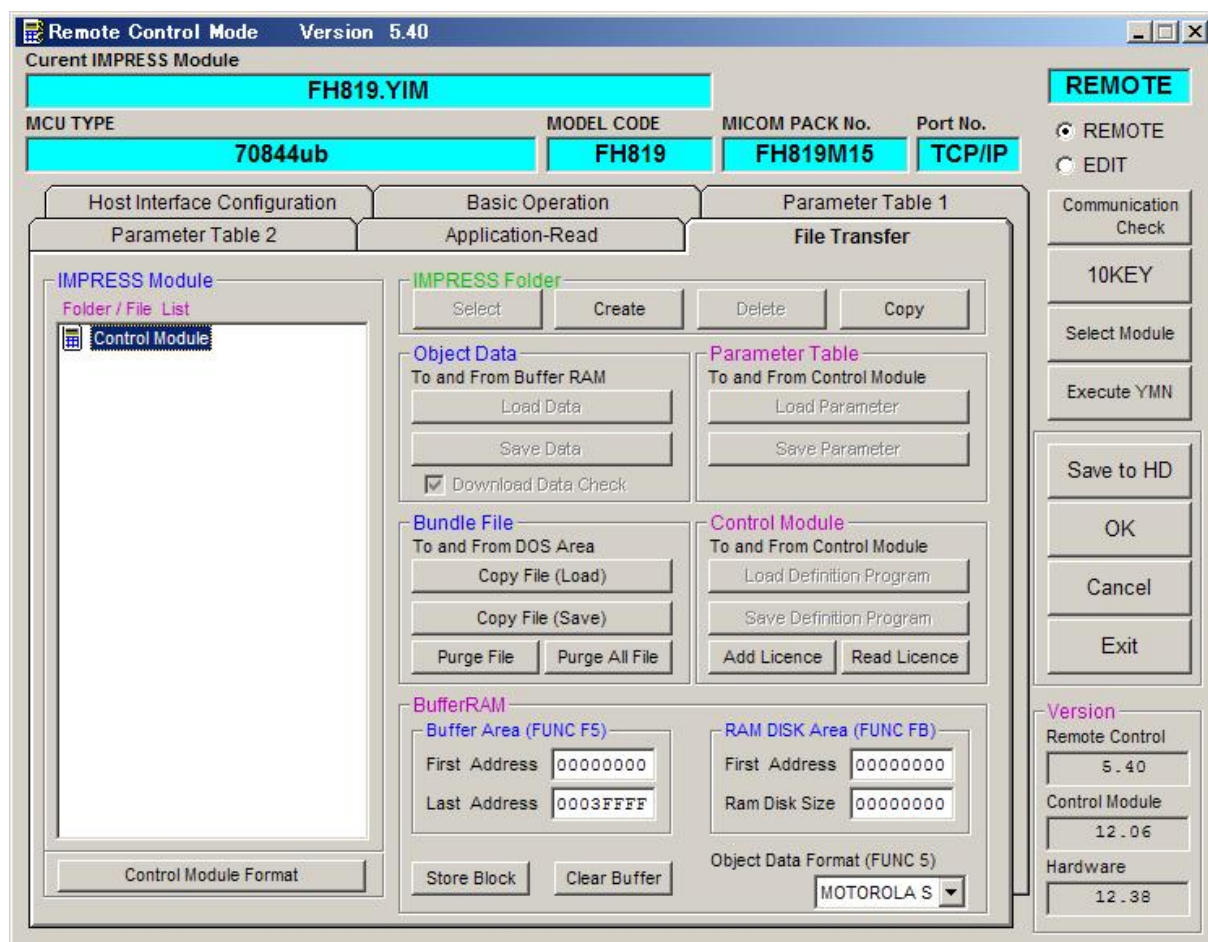 Remote Control Mode Version 5.40
Curent IMPRESS Module
FH819.YIM
REMOTE
MCU TYPE MODEL CODE MICOM PACK No. Port No.
70844ub FH819 FH819M15 TCP/IP
REMOTE
EDIT
Host Interface Configuration Basic Operation Parameter Table 1
Parameter Table 2 Application-Read File Transfer
Communication
Check
10KEY
Select Module
Execute YMN
Save to HD
OK
Cancel
Exit
IMPRESS Module
Folder / File List
Control Module
Control Module Format
IMPRESS Folder
Select Create Delete Copy
Object Data
To and From Buffer RAM
Load Data
Save Data
Download Data Check
Parameter Table
To and From Control Module
Load Parameter
Save Parameter
Bundle File
To and From DOS Area
Copy File (Load)
Copy File (Save)
Purge File Purge All File
Control Module
To and From Control Module
Load Definition Program
Save Definition Program
Add Licence Read Licence
BufferRAM
Buffer Area (FUNC F5)
First Address 00000000
Last Address 0003FFFF
RAM DISK Area (FUNC FB)
First Address 00000000
Ram Disk Size 00000000
Store Block Clear Buffer
Object Data Format (FUNC 5)
MOTOROLA S
Version
Remote Control
5.40
Control Module
12.06
Hardware
12.38